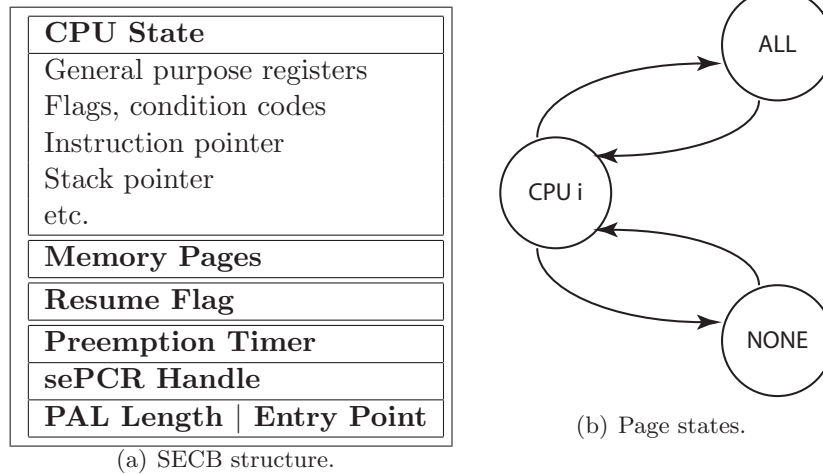 CPU State
General purpose registers
Flags, condition codes
Instruction pointer
Stack pointer
etc.
Memory Pages
Resume Flag
Preemption Timer
sePCR Handle
PAL Length | Entry Point
(a) SECB structure.
ALL
CPU i
NONE
(b) Page states.